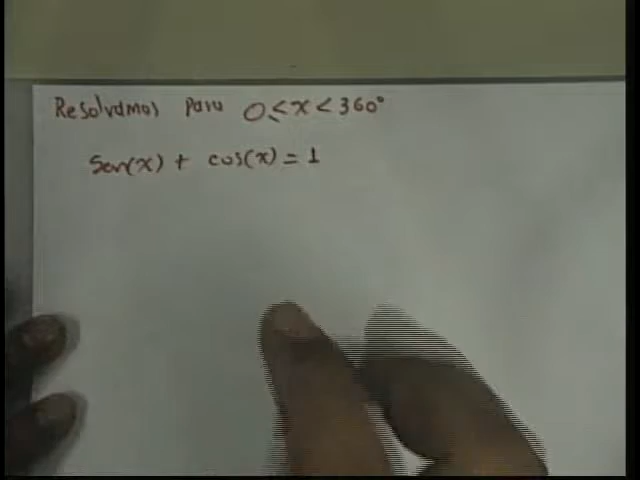 Resolvamos para 0 ≤ x < 360°
Sen(x) + cos(x) = 1